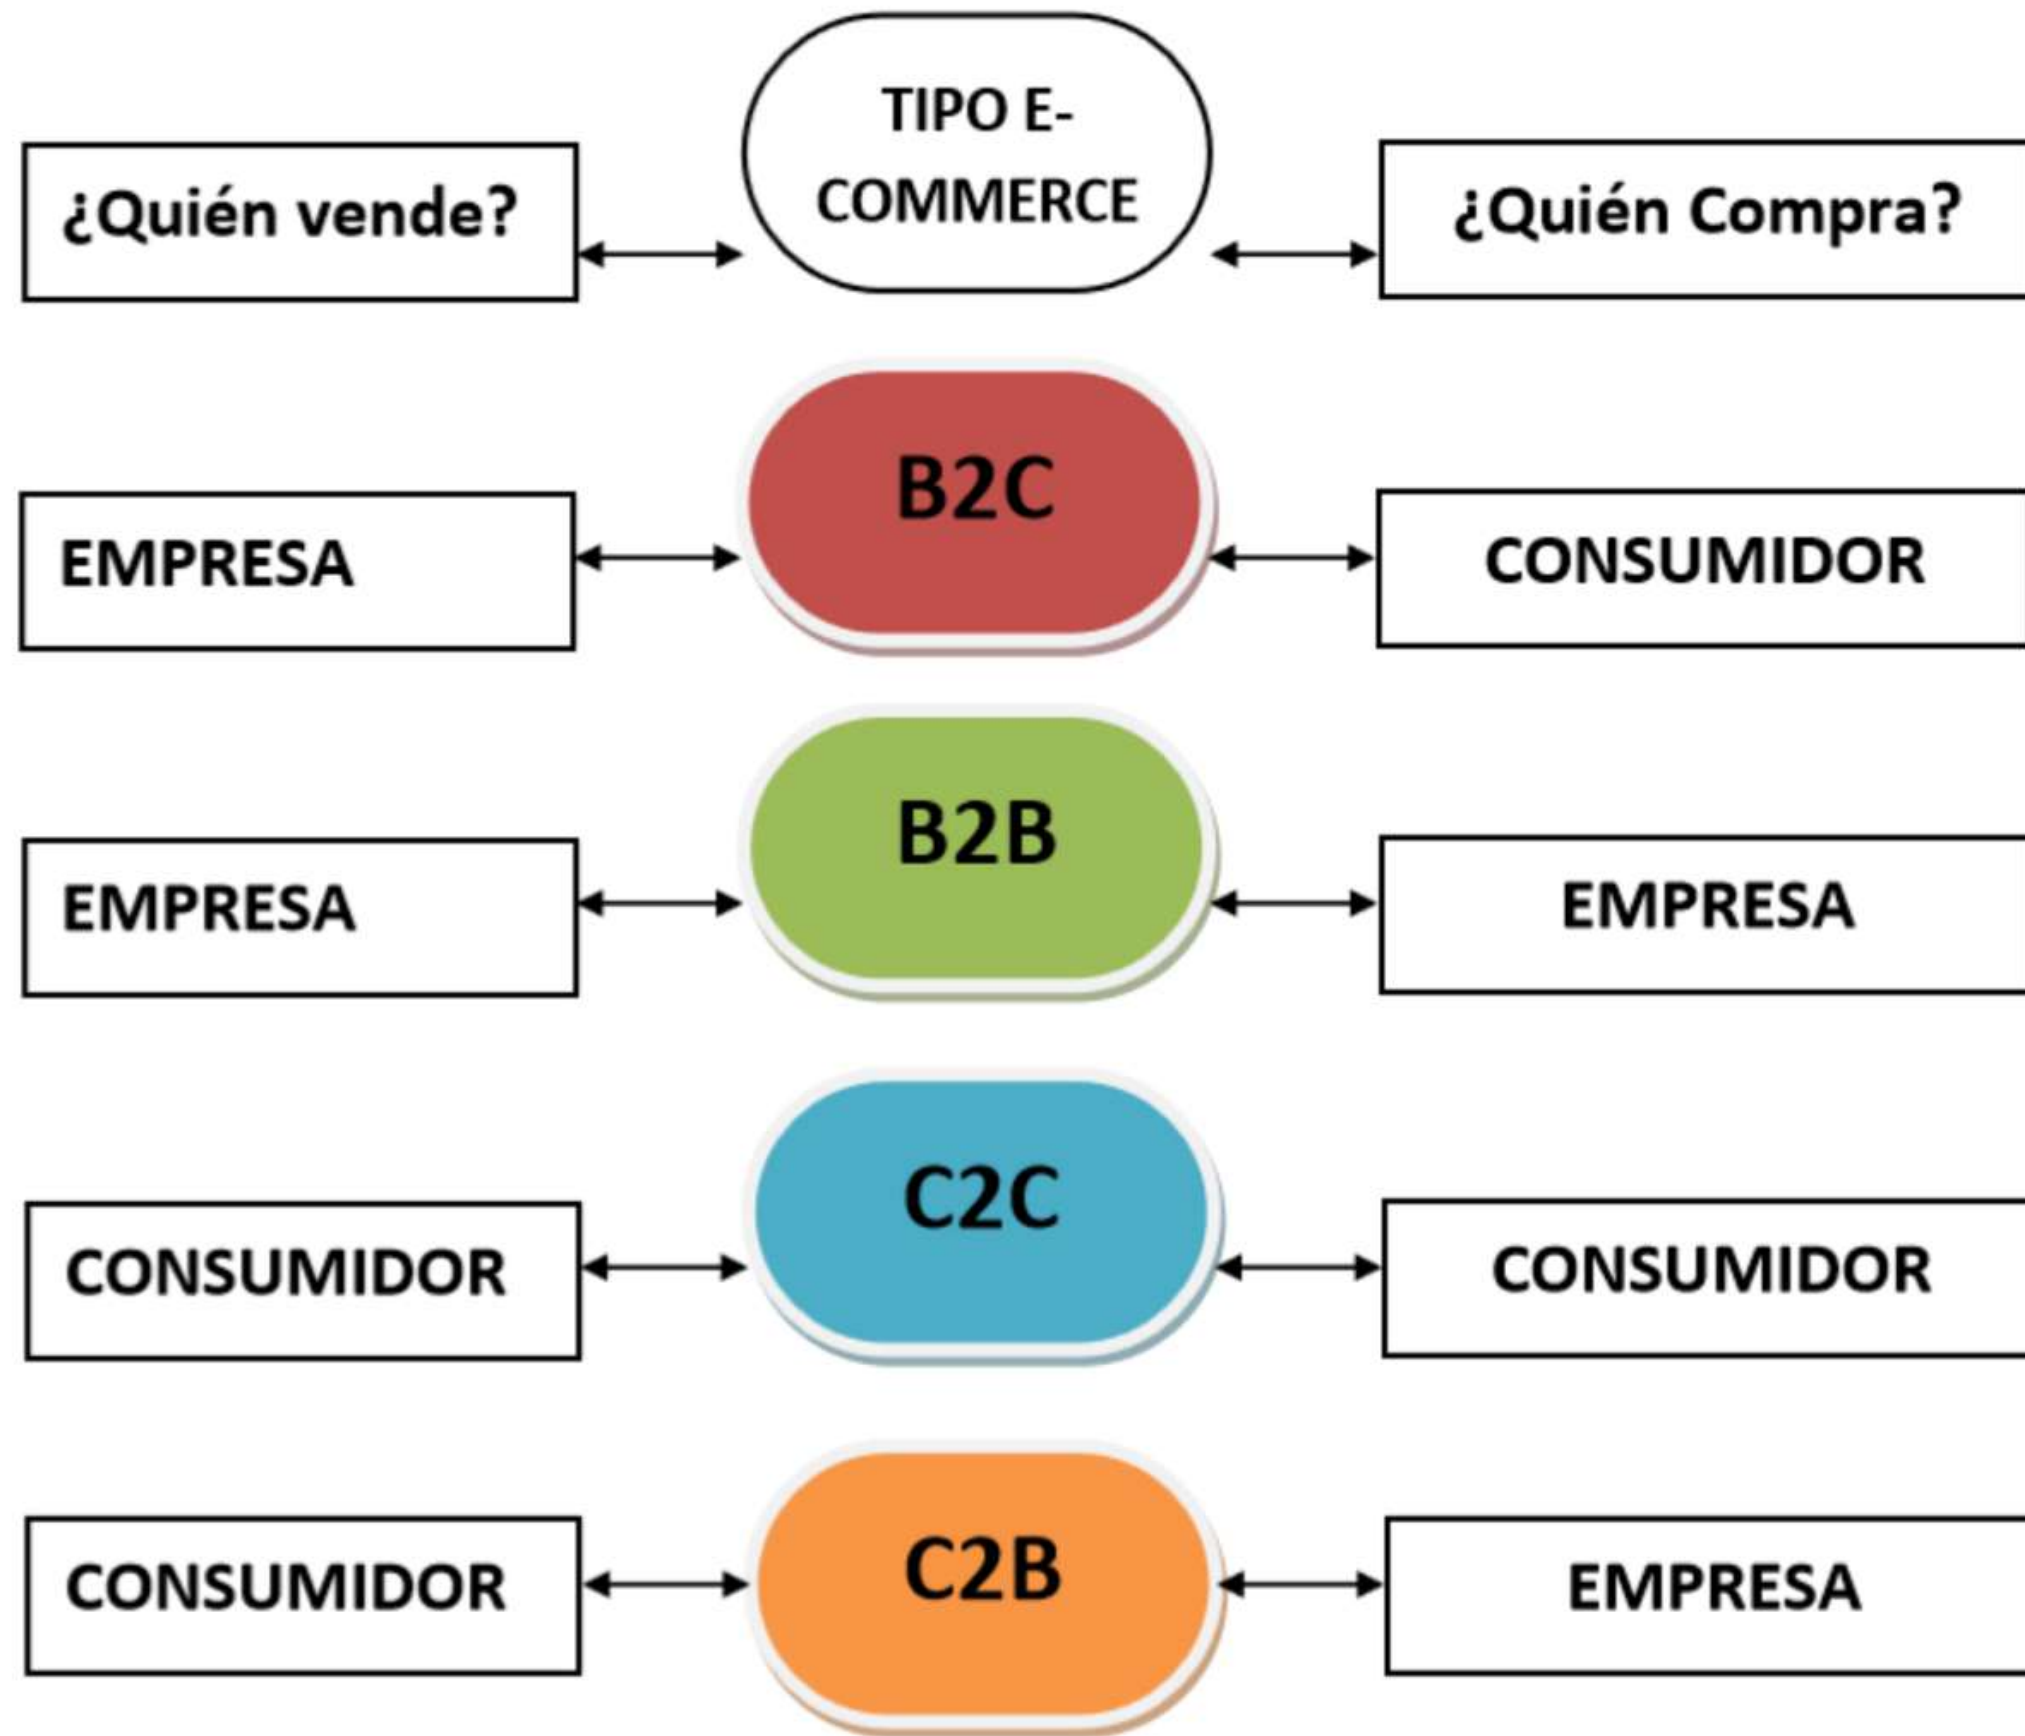 ¿Quién vende?
TIPO E-
COMMERCE
¿Quién Compra?
EMPRESA
B2C
CONSUMIDOR
EMPRESA
B2B
EMPRESA
CONSUMIDOR
C2C
CONSUMIDOR
CONSUMIDOR
C2B
EMPRESA